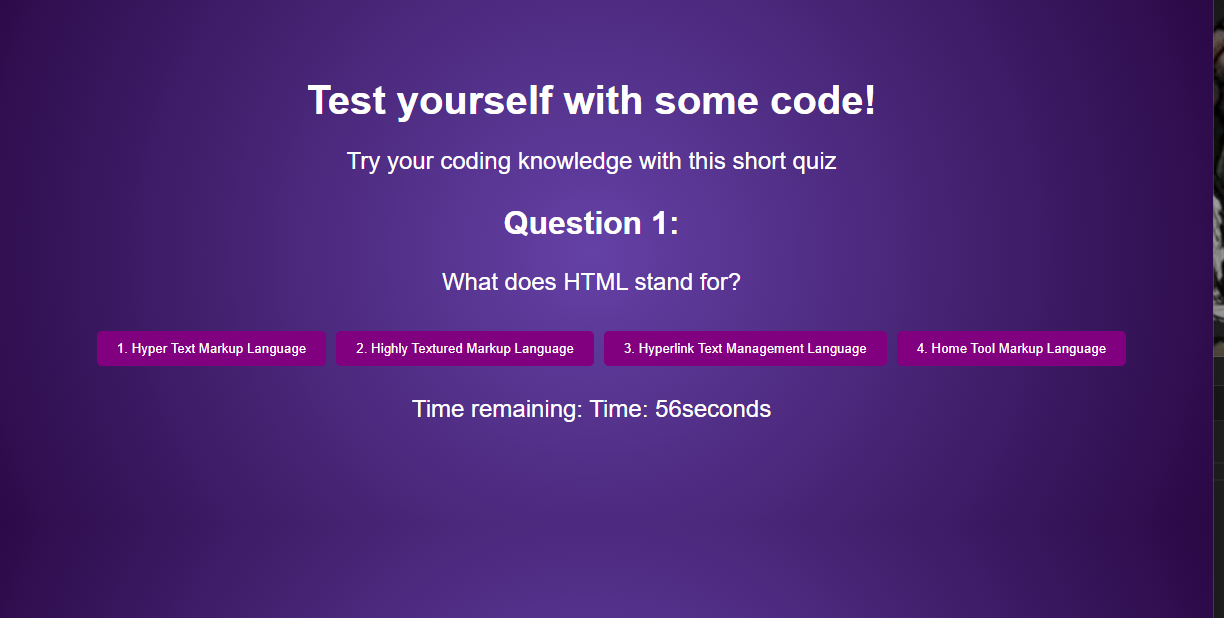 Test yourself with some code!
Try your coding knowledge with this short quiz
Question 1:
What does HTML stand for?
1. Hyper Text Markup Language
2. Highly Textured Markup Language
3. Hyperlink Text Management Language
4. Home Tool Markup Language
Time remaining: Time: 56seconds